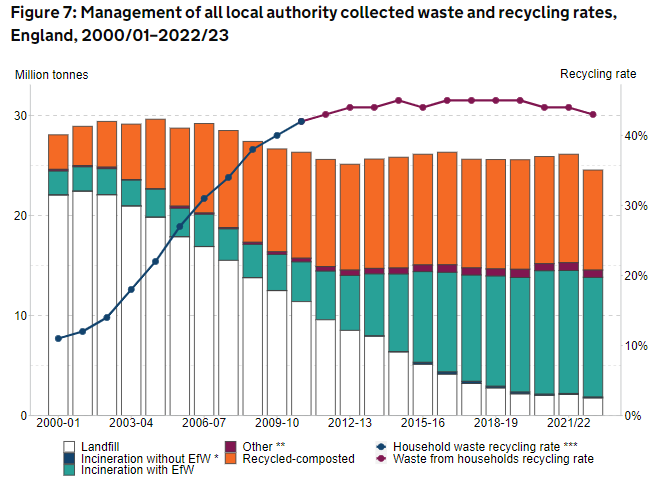 Figure 7: Management of all local authority collected waste and recycling rates,
England, 2000/01–2022/23
Million tonnes
Recycling rate
30
20
10
0
40%
30%
20%
10%
0%
2000-01
2003-04
2006-07
2009-10
2012-13
2015-16
2018-19
2021/22
Landfill
Incineration without EfW *
Incineration with EfW
Other **
Recycled-composted
Household waste recycling rate ***
Waste from households recycling rate